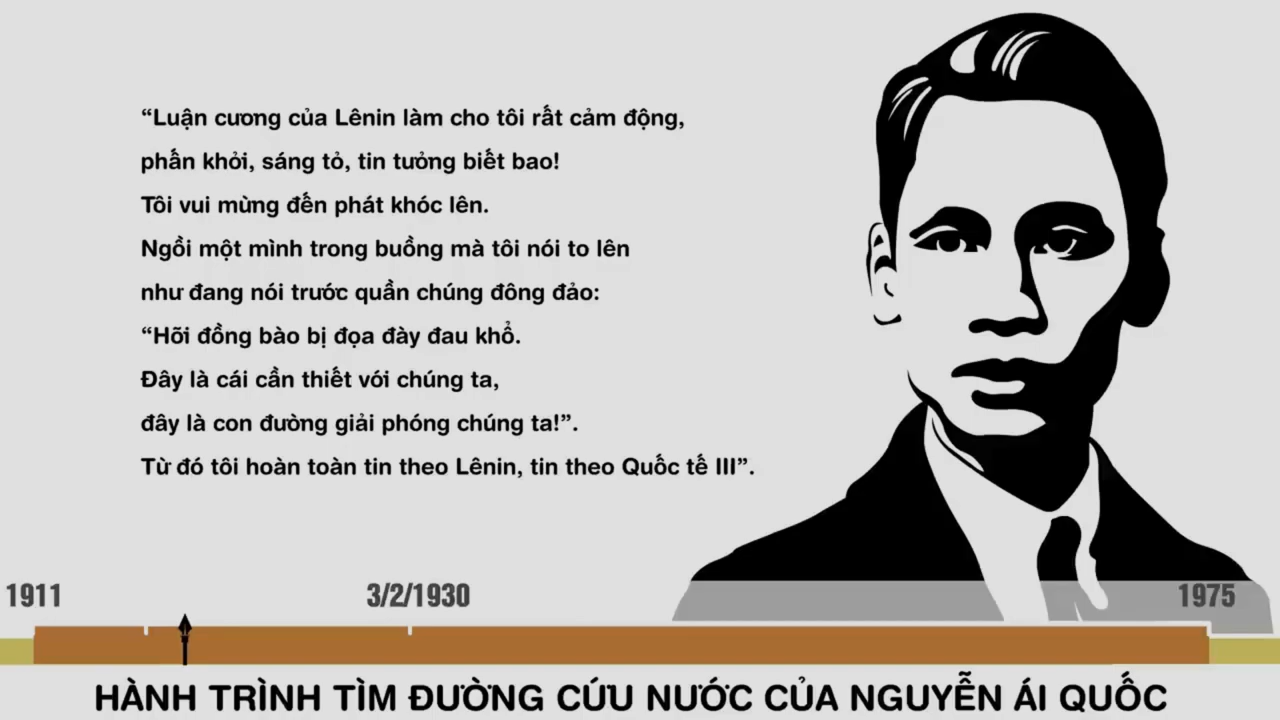 “Luận cương của Lênin làm cho tôi rất cảm động,
phấn khởi, sáng tỏ, tin tưởng biết bao!
Tôi vui mừng đến phát khóc lên.
Ngồi một mình trong buồng mà tôi nói to lên
như đang nói trước quần chúng đông đảo:
“Hõi đồng bào bị đọa đày đau khổ.
Đây là cái cần thiết với chúng ta,
đây là con đường giải phóng chúng ta!”.
Từ đó tôi hoàn toàn tin theo Lênin, tin theo Quốc tế III”.
1911 3/2/1930 1975
HÀNH TRÌNH TÌM ĐƯỜNG CỨU NƯỚC CỦA NGUYỄN ÁI QUỐC